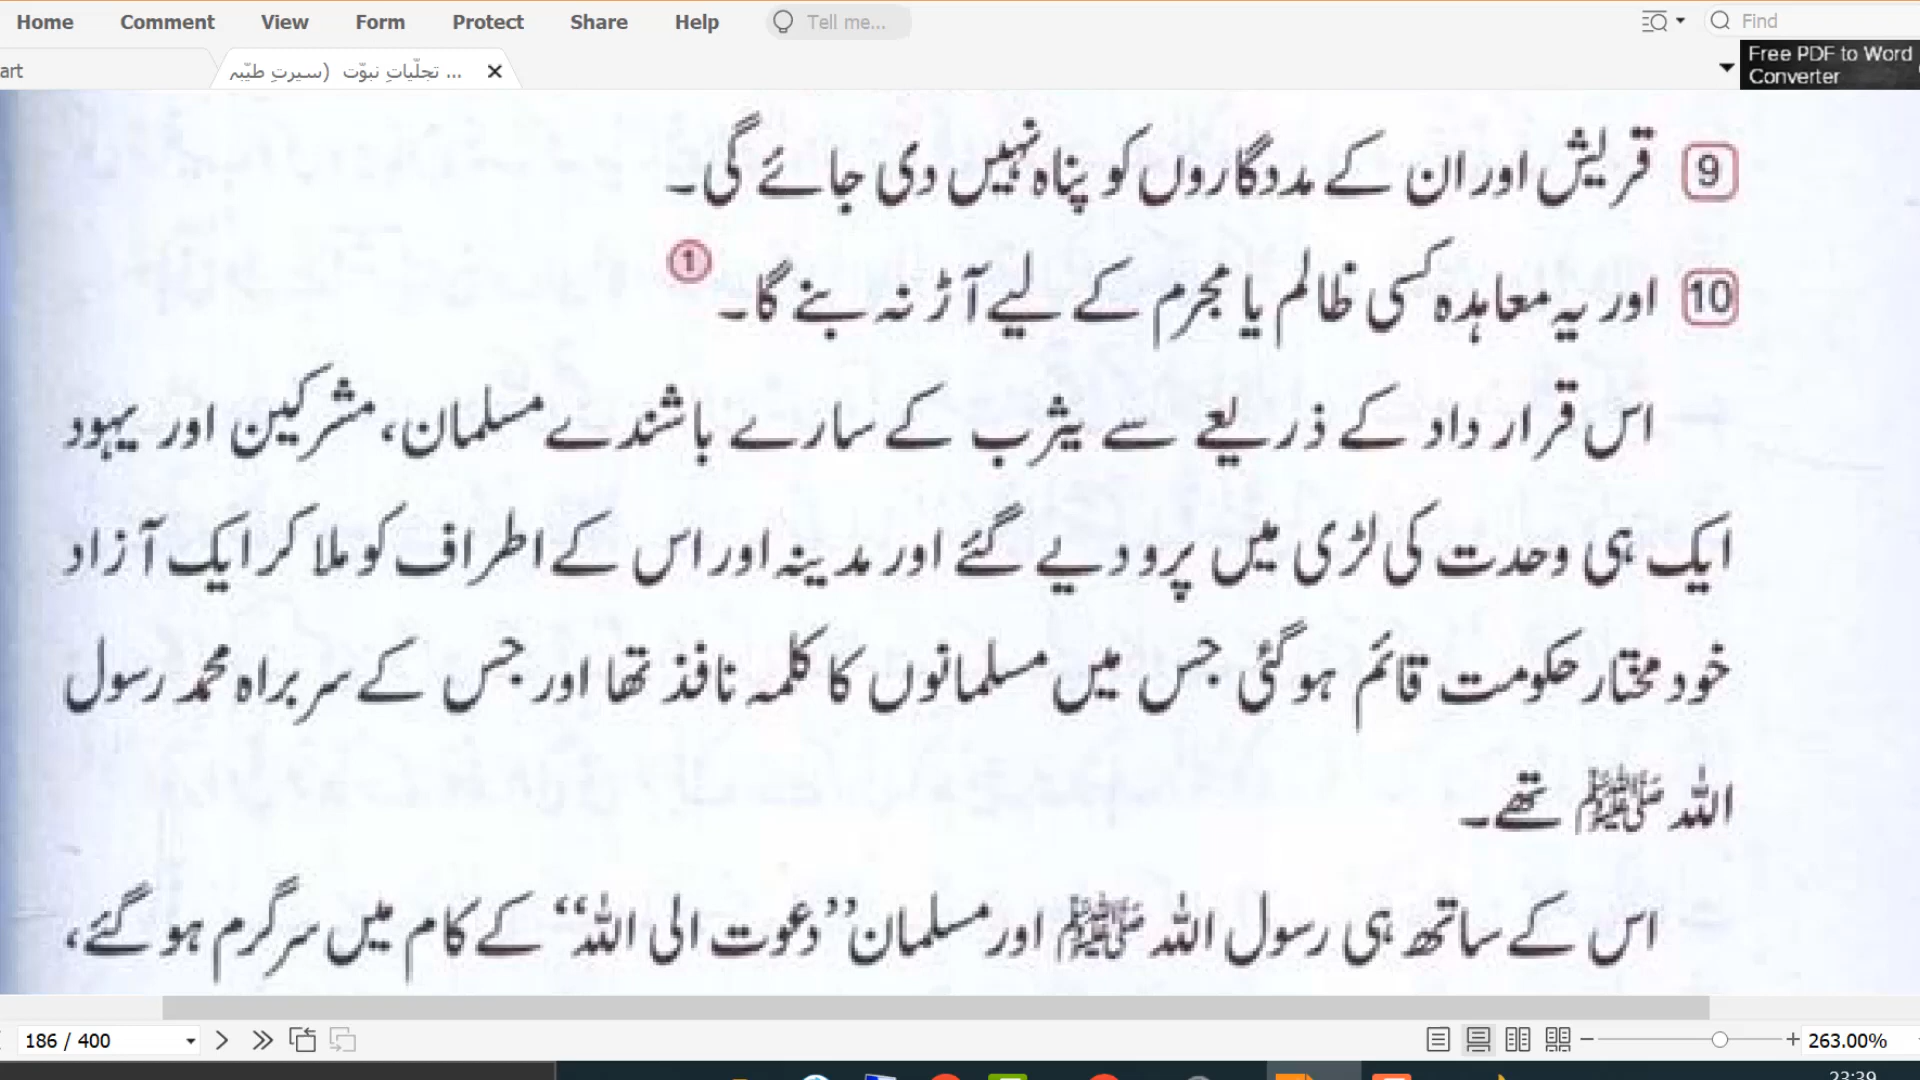 Home Comment View Form Protect Share Help Tell me... Find
art
تجلّیاتِ نبوّت (سیرتِ طیّبہ ...
Free PDF to Word
Converter
9 قریش اور ان کے مددگاروں کو پناہ نہیں دی جائے گی۔
10 اور یہ معاہدہ کسی ظالم یا مجرم کے لیے آڑ نہ بنے گا۔ 1
اس قرار داد کے ذریعے سے یثرب کے سارے باشندے مسلمان، مشرکین اور یہود
ایک ہی وحدت کی لڑی میں پرو دیے گئے اور مدینہ اور اس کے اطراف کو ملا کر ایک آزاد
خود مختار حکومت قائم ہوگئی جس میں مسلمانوں کا کلمہ نافذ تھا اور جس کے سربراہ محمد رسول
اللہ ﷺ تھے۔
اس کے ساتھ ہی رسول اللہ ﷺ اور مسلمان ’’دعوت الی اللہ‘‘ کے کام میں سرگرم ہو گئے،
186 / 400
263.00%
23:39